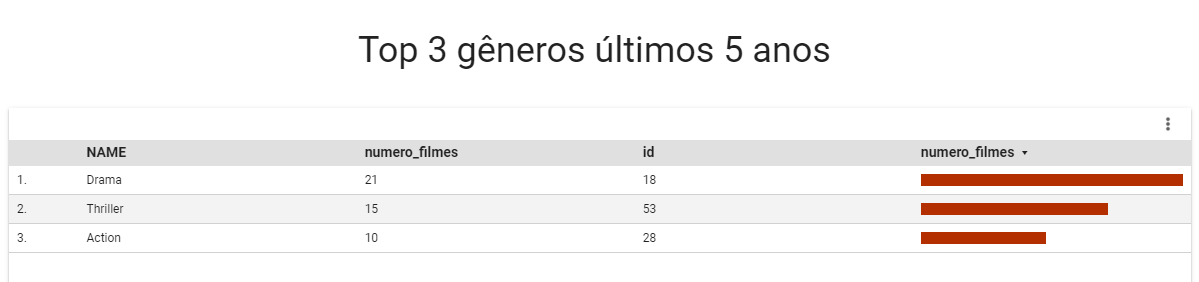 Top 3 gêneros últimos 5 anos
NAME numero_filmes id numero_filmes
1. Drama 21 18
2. Thriller 15 53
3. Action 10 28